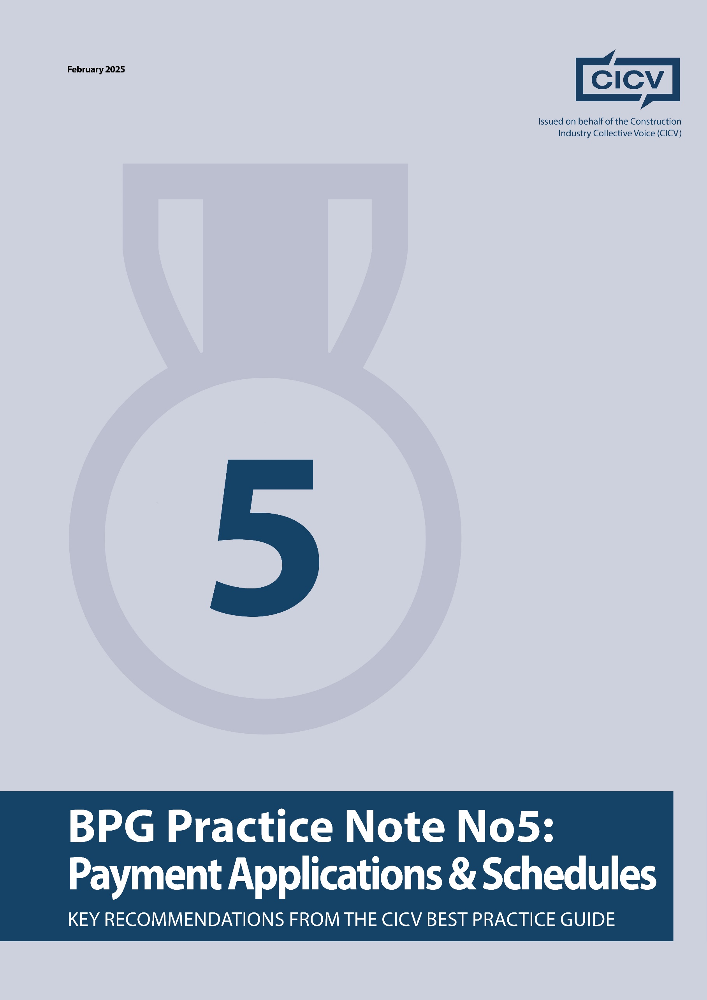 February 2025
CICV
Issued on behalf of the Construction
Industry Collective Voice (CICV)
5
BPG Practice Note No5:
Payment Applications & Schedules
KEY RECOMMENDATIONS FROM THE CICV BEST PRACTICE GUIDE